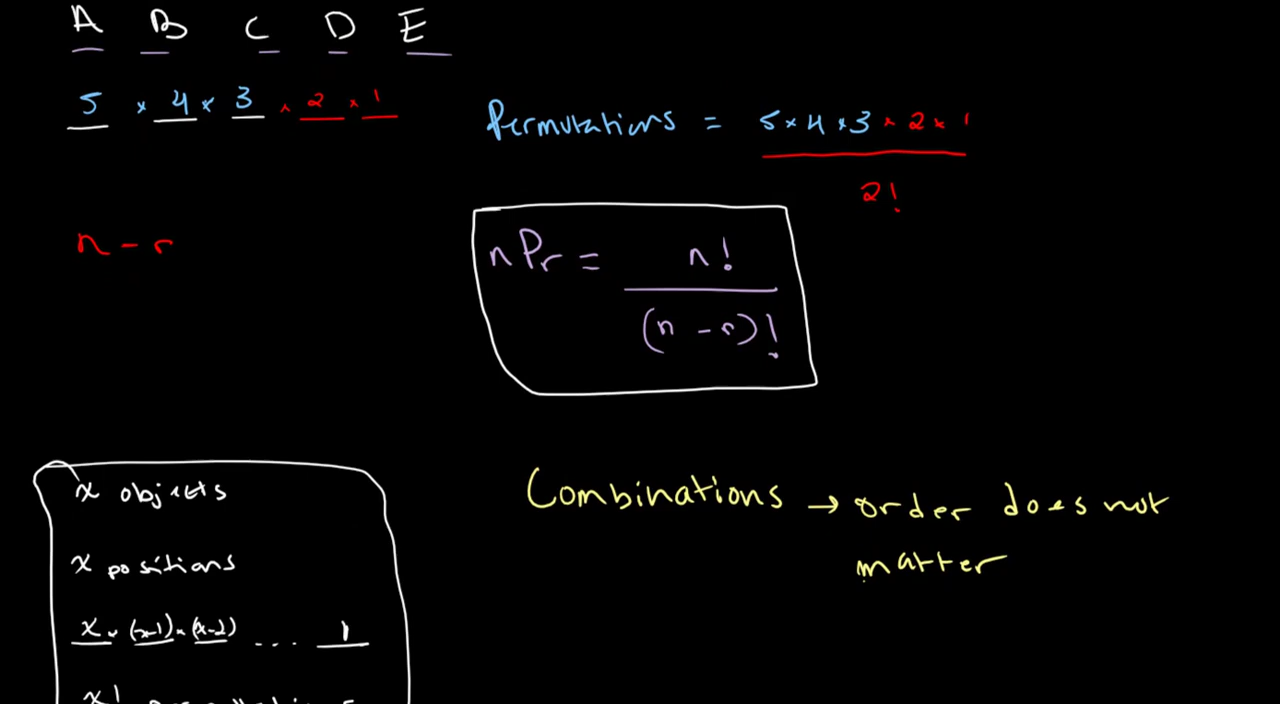 A B C D E
5 × 4 × 3 × 2 × 1
Permutations = 5 × 4 × 3 × 2 × 1
2!
n - r
nPr = n!
(n - r)!
x objects
x positions
x × (x-1) × (x-2) ... 1
x!
Combinations → order does not
matter